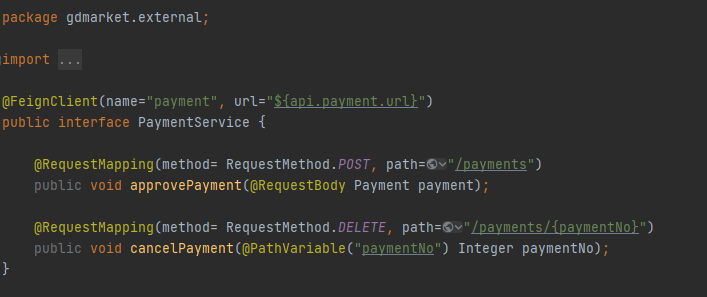 package gdmarket.external;
import ...
@FeignClient(name="payment", url="${api.payment.url}")
public interface PaymentService {
@RequestMapping(method= RequestMethod.POST, path="/payments")
public void approvePayment(@RequestBody Payment payment);
@RequestMapping(method= RequestMethod.DELETE, path="/payments/{paymentNo}")
public void cancelPayment(@PathVariable("paymentNo") Integer paymentNo);
}